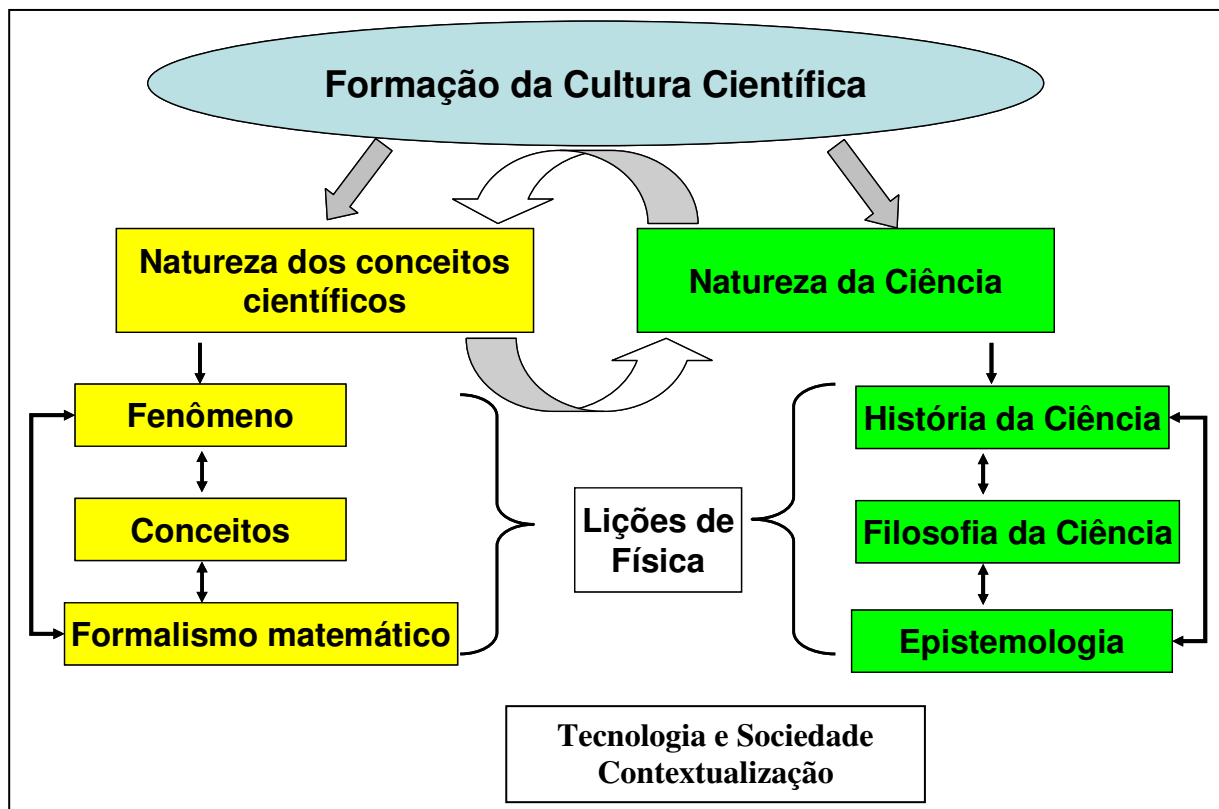 Formação da Cultura Científica
Natureza dos conceitos
científicos
Natureza da Ciência
Fenômeno
Conceitos
Formalismo matemático
Lições de
Física
História da Ciência
Filosofia da Ciência
Epistemologia
Tecnologia e Sociedade
Contextualização